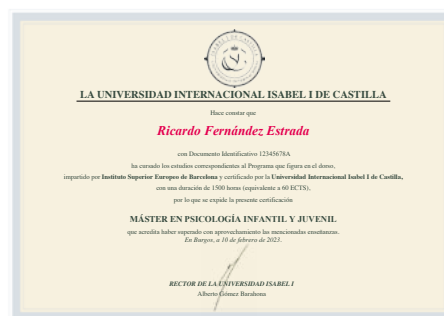 LA UNIVERSIDAD INTERNACIONAL ISABEL I DE CASTILLA
Hace constar que
Ricardo Fernández Estrada
con Documento Identificativo 12345678A
ha cursado los estudios correspondientes al Programa que figura en el dorso,
impartido por Instituto Superior Europeo de Barcelona y certificado por la Universidad Internacional Isabel I de Castilla,
con una duración de 1500 horas (equivalente a 60 ECTS),
por lo que se expide la presente certificación
MÁSTER EN PSICOLOGÍA INFANTIL Y JUVENIL
que acredita haber superado con aprovechamiento las mencionadas enseñanzas.
En Burgos, a 10 de febrero de 2023.
RECTOR DE LA UNIVERSIDAD ISABEL I
Alberto Gómez Barahona